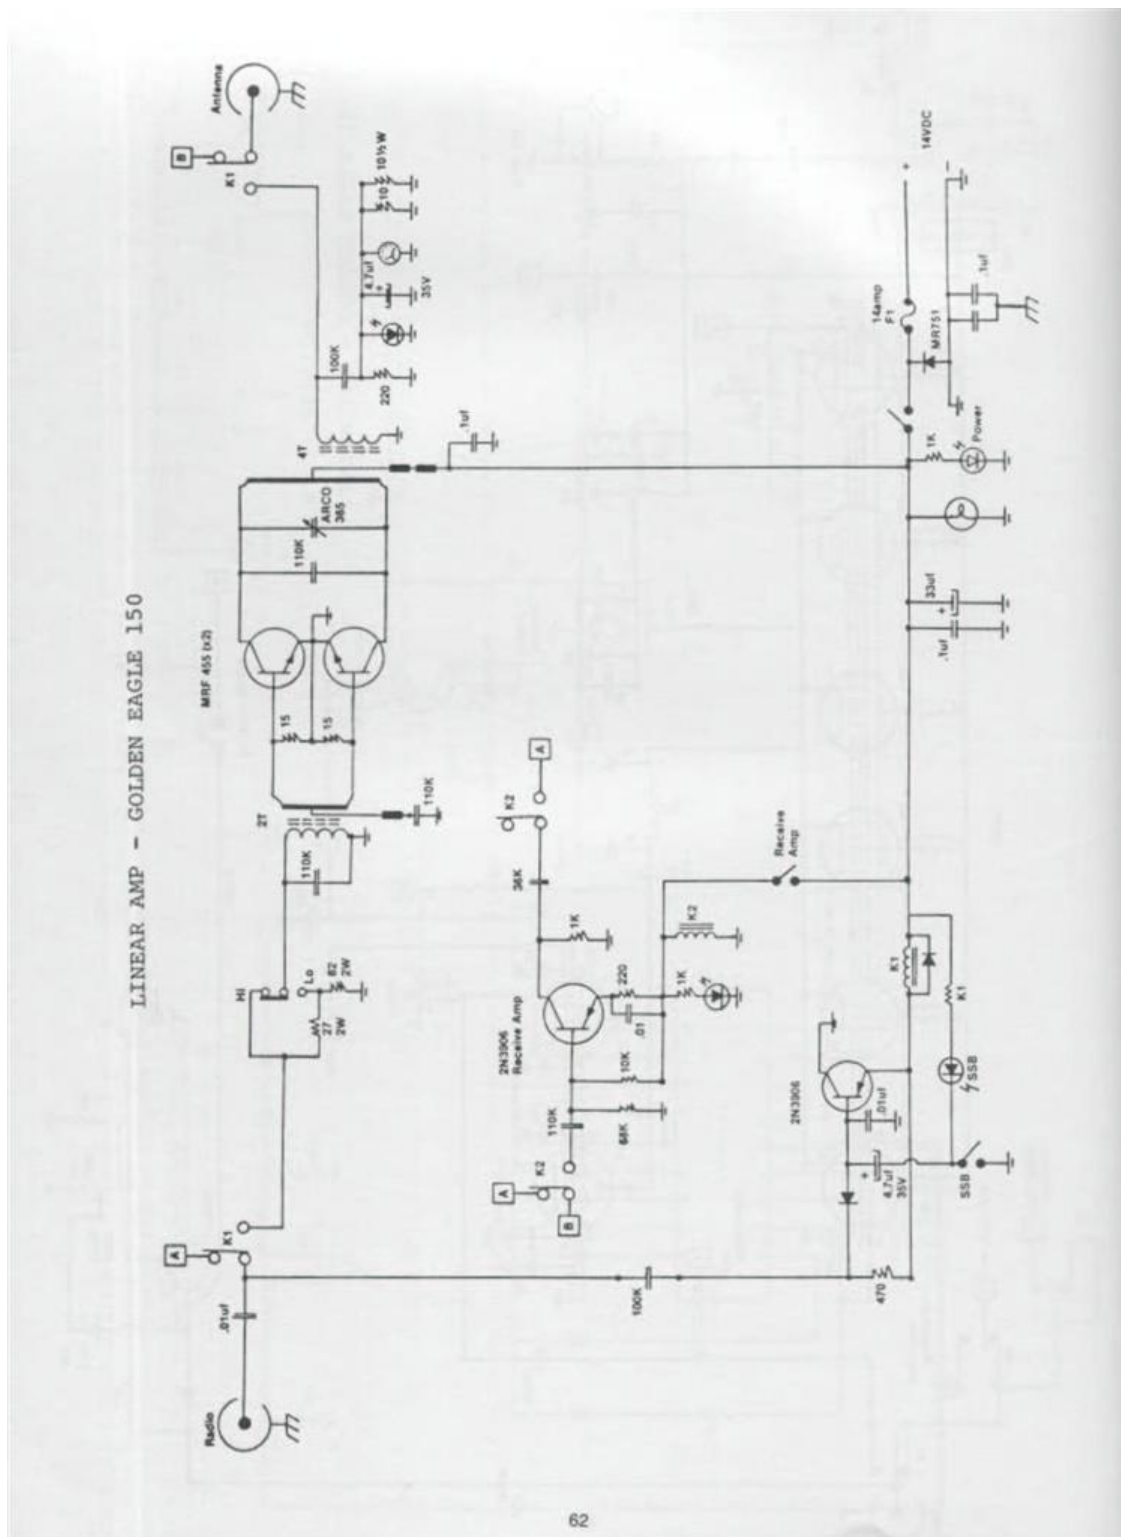 LINEAR AMP - GOLDEN EAGLE 150
Radio
.01uf
A
K1
Hi
Lo
27
2W
82
2W
110K
2T
110K
15
15
MRF 455 (x2)
110K
ARCO
365
4T
.1uf
100K
220
4.7uf
+
35V
10
10 ½W
K1
B
Antenna
A
B
K2
110K
68K
10K
2N3906
Receive Amp
.01
220
1K
1K
36K
K2
A
K2
Receive
Amp
100K
470
+
4.7uf
35V
SSB
2N3906
.01uf
SSB
K1
K1
.1uf
+
33uf
1K
Power
MR751
14amp
F1
.1uf
+
-
14VDC
62